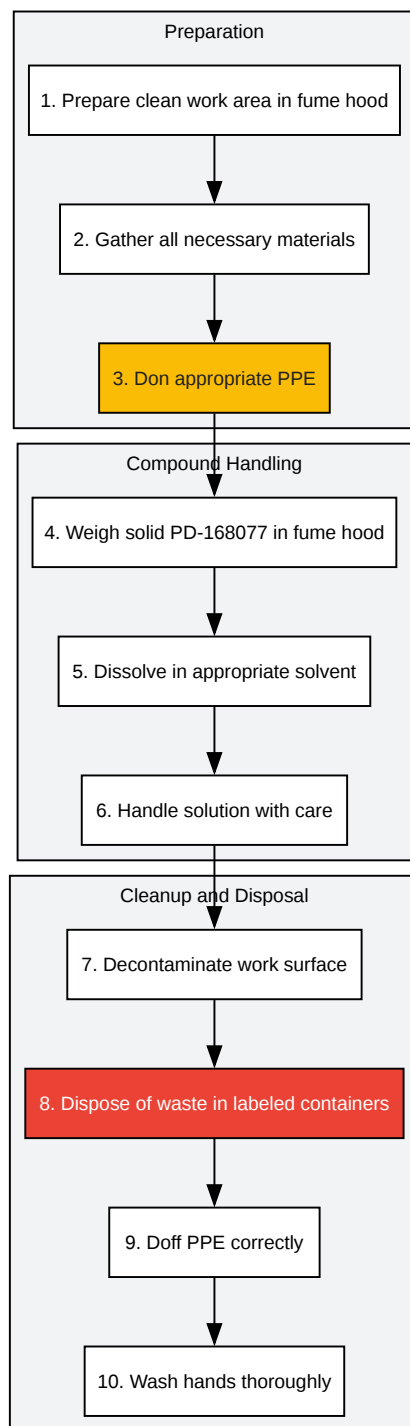 Preparation
1. Prepare clean work area in fume hood
2. Gather all necessary materials
3. Don appropriate PPE
Compound Handling
4. Weigh solid PD-168077 in fume hood
5. Dissolve in appropriate solvent
6. Handle solution with care
Cleanup and Disposal
7. Decontaminate work surface
8. Dispose of waste in labeled containers
9. Doff PPE correctly
10. Wash hands thoroughly